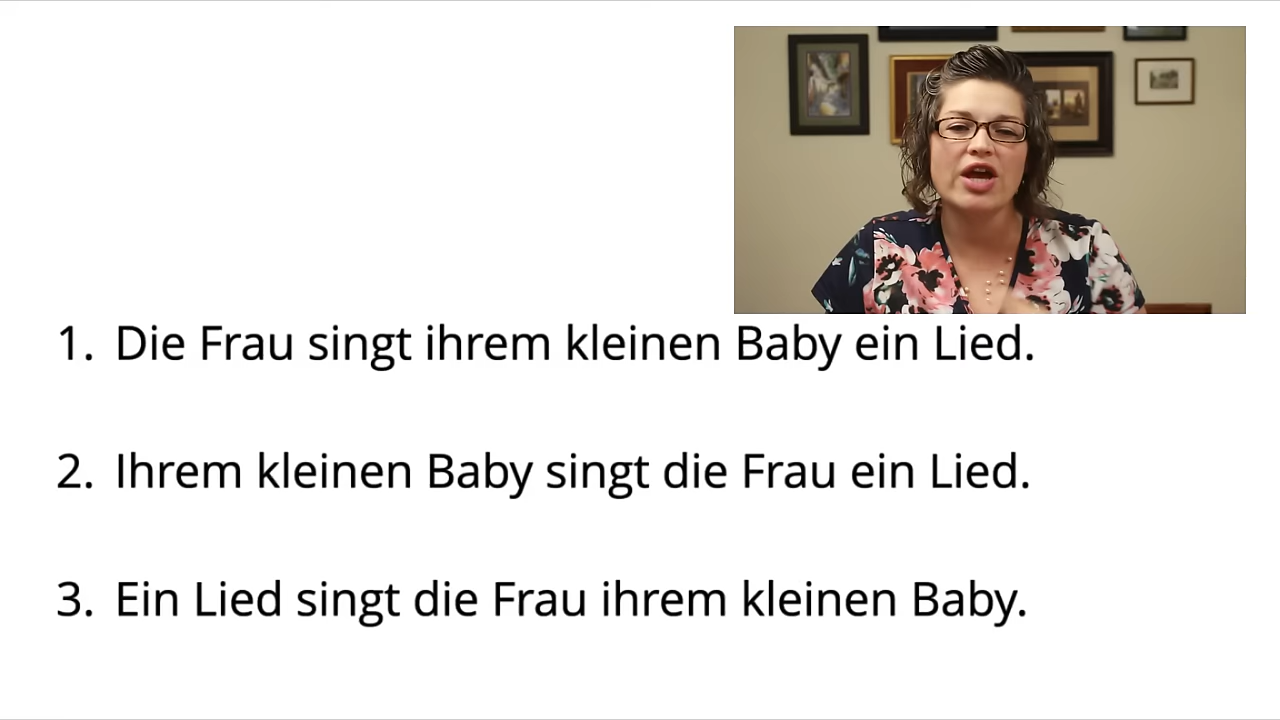 1. Die Frau singt ihrem kleinen Baby ein Lied.
2. Ihrem kleinen Baby singt die Frau ein Lied.
3. Ein Lied singt die Frau ihrem kleinen Baby.